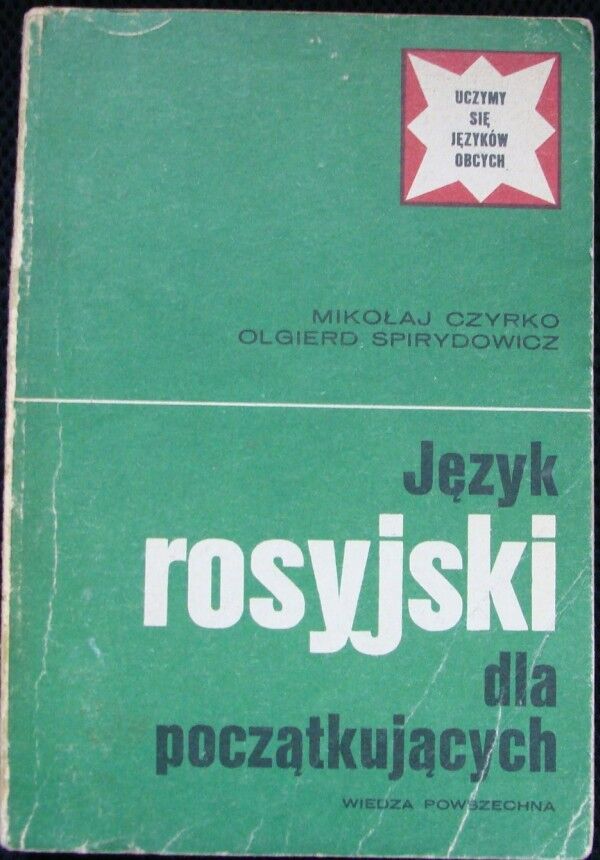 UCZYMY
SIĘ
JĘZYKÓW
OBCYCH
MIKOŁAJ CZYRKO
OLGIERD SPIRYDOWICZ
Język
rosyjski
dla
początkujących
WIEDZA POWSZECHNA